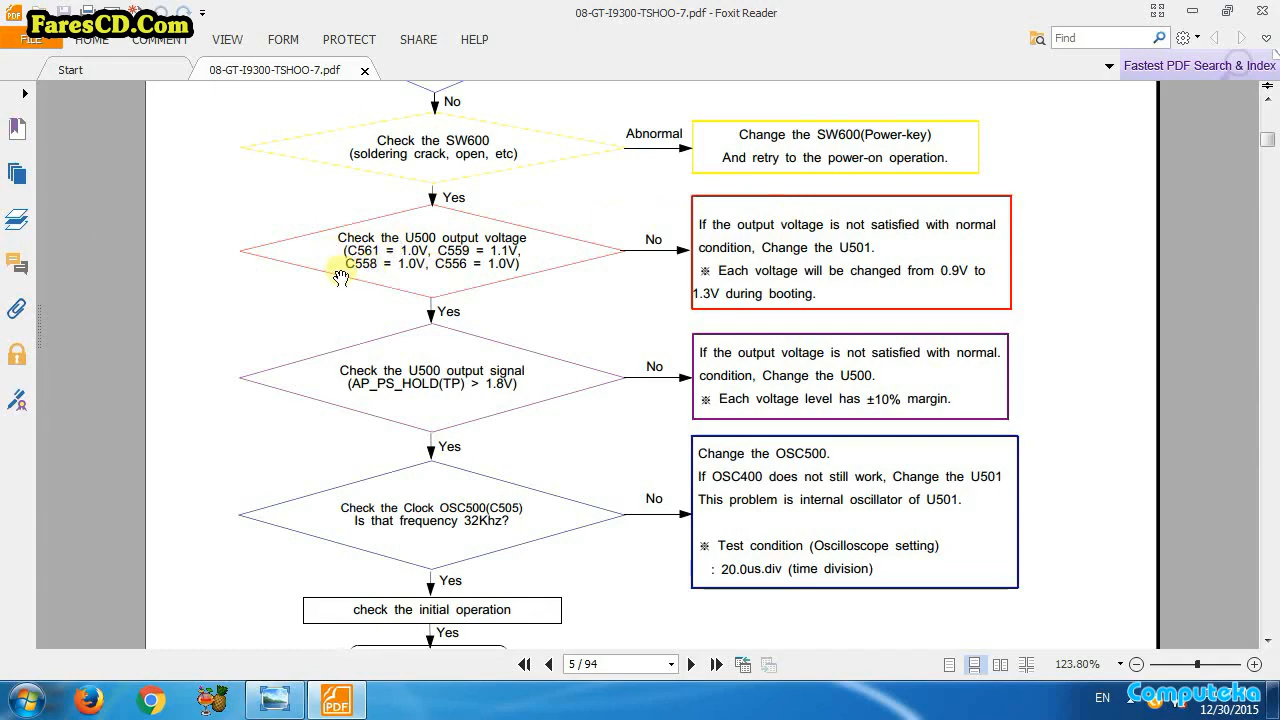 08-GT-I9300-TSHOO-7.pdf - Foxit Reader
FaresCD.Com
FILE HOME COMMENT VIEW FORM PROTECT SHARE HELP
Find
Start
08-GT-I9300-TSHOO-7.pdf
Fastest PDF Search & Index
No
Check the SW600
(soldering crack, open, etc)
Abnormal
Change the SW600(Power-key)
And retry to the power-on operation.
Yes
Check the U500 output voltage
(C561 = 1.0V, C559 = 1.1V,
C558 = 1.0V, C556 = 1.0V)
No
If the output voltage is not satisfied with normal
condition, Change the U501.
※ Each voltage will be changed from 0.9V to
1.3V during booting.
Yes
Check the U500 output signal
(AP_PS_HOLD(TP) > 1.8V)
No
If the output voltage is not satisfied with normal.
condition, Change the U500.
※ Each voltage level has ±10% margin.
Yes
Check the Clock OSC500(C505)
Is that frequency 32Khz?
No
Change the OSC500.
If OSC400 does not still work, Change the U501
This problem is internal oscillator of U501.
※ Test condition (Oscilloscope setting)
: 20.0us.div (time division)
Yes
check the initial operation
Yes
5 / 94
123.80%
EN
Computeka
12/30/2015